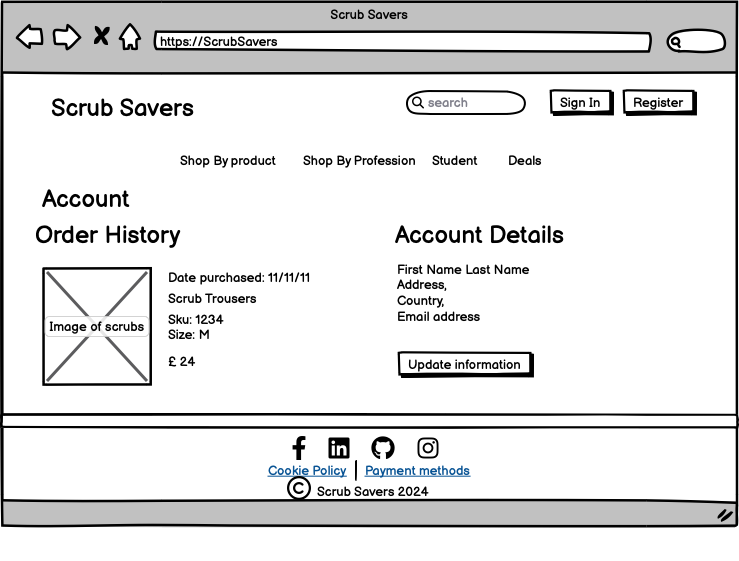 Scrub Savers
https://ScrubSavers
Scrub Savers
search
Sign In
Register
Shop By product
Shop By Profession
Student
Deals
Account
Order History
Image of scrubs
Date purchased: 11/11/11
Scrub Trousers
Sku: 1234
Size: M
£ 24
Account Details
First Name Last Name
Address,
Country,
Email address
Update information
Cookie Policy
Payment methods
© Scrub Savers 2024